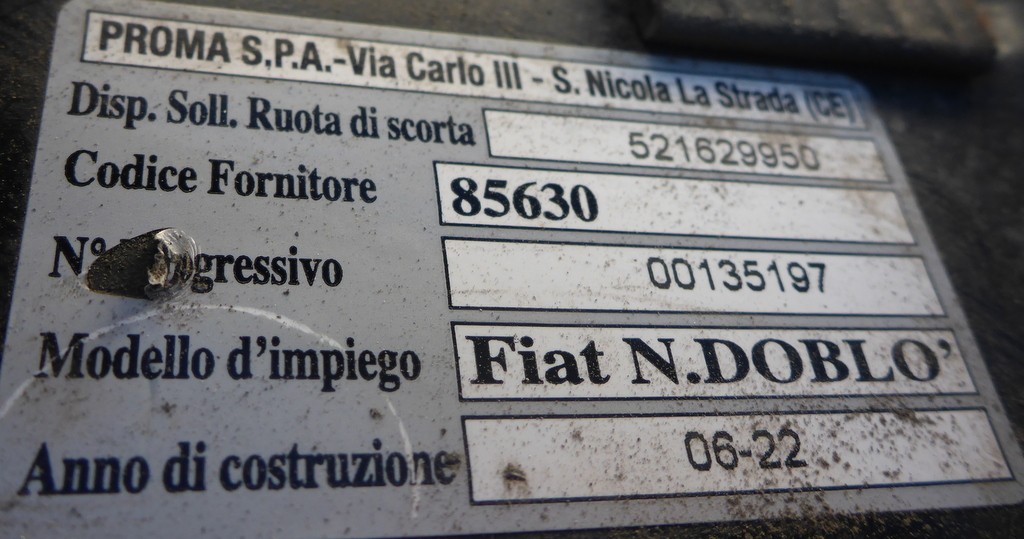 PROMA S.P.A.-Via Carlo III - S. Nicola La Strada (CE)
Disp. Soll. Ruota di scorta 521629950
Codice Fornitore 85630
N° gressivo 00135197
Modello d'impiego Fiat N.DOBLO'
Anno di costruzione 06-22